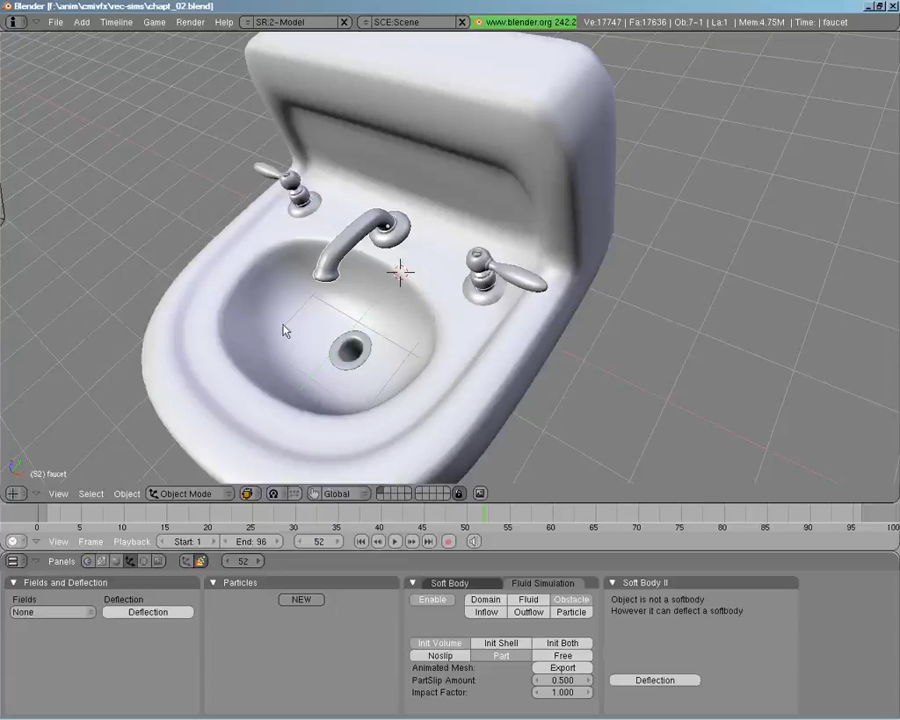 Blender [f:\anim\cmivfx\rec-sims\chapt_02.blend]
File Add Timeline Game Render Help SR:2-Model SCE:Scene www.blender.org 242.2 Ve:17747 | Fa:17636 | Ob:7-1 | La:1 | Mem:4.75M | Time: | faucet
(52) faucet
View Select Object Object Mode Global
0 5 10 15 20 25 30 35 40 45 50 55 60 65 70 75 80 85 90 95 100
View Frame Playback Start: 1 End: 96 52
Panels 52
Fields and Deflection Particles Soft Body Fluid Simulation Soft Body II
Fields Deflection NEW Enable Domain Fluid Obstacle Object is not a softbody
None Deflection Inflow Outflow Particle However it can deflect a softbody
Init Volume Init Shell Init Both
Noslip Part Free
Animated Mesh: Export
PartSlip Amount: 0.500 Deflection
Impact Factor: 1.000